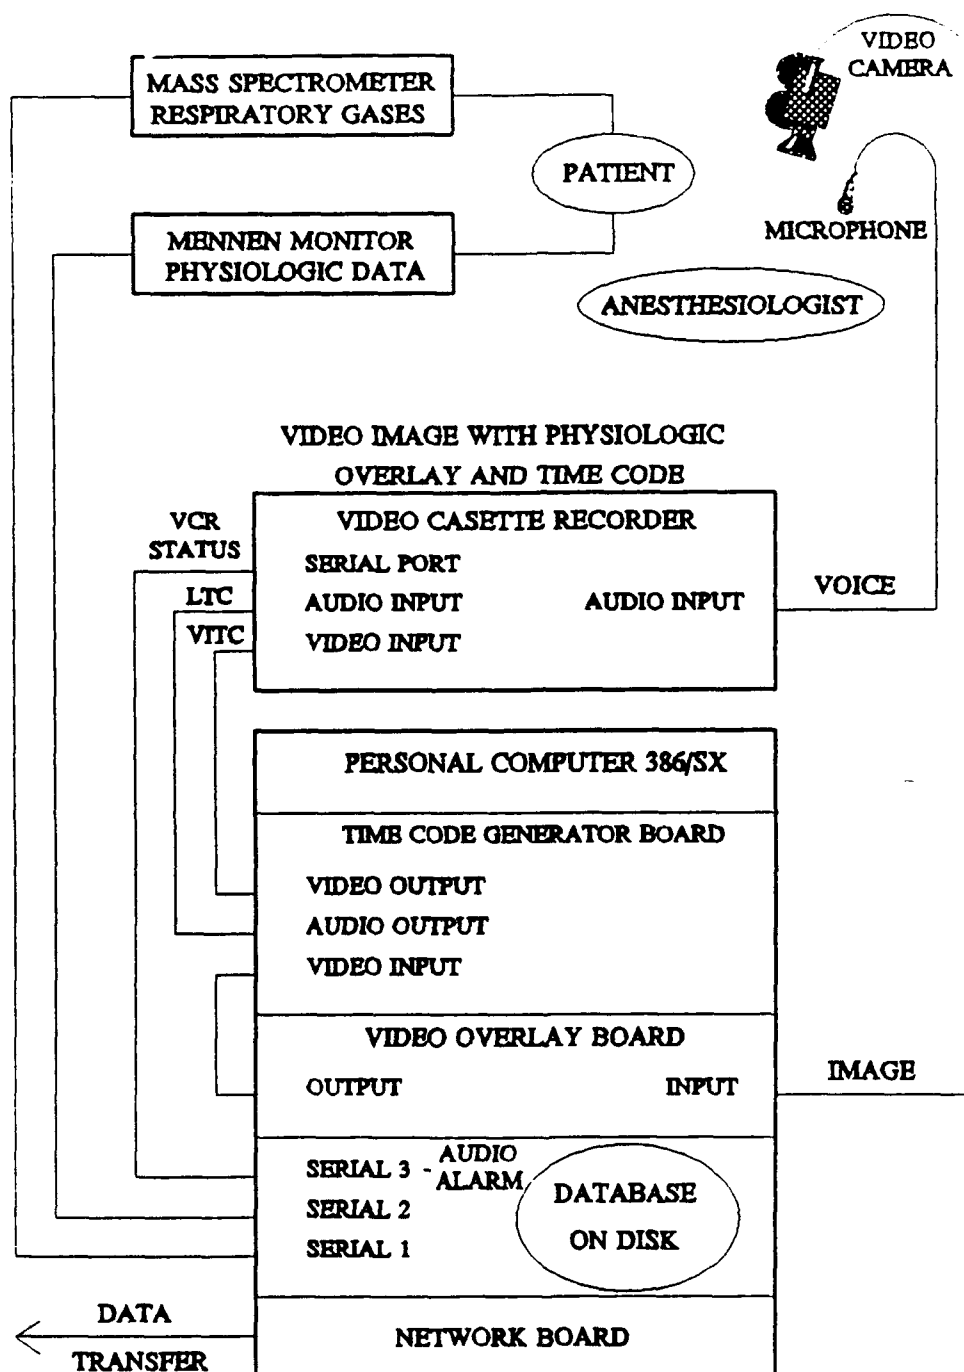 VIDEO
CAMERA
MASS SPECTROMETER
RESPIRATORY GASES
PATIENT
MICROPHONE
MENNEN MONITOR
PHYSIOLOGIC DATA
ANESTHESIOLOGIST
VIDEO IMAGE WITH PHYSIOLOGIC
OVERLAY AND TIME CODE
VIDEO CASETTE RECORDER
VCR
STATUS
SERIAL PORT
LTC
AUDIO INPUT
AUDIO INPUT
VOICE
VITC
VIDEO INPUT
PERSONAL COMPUTER 386/SX
TIME CODE GENERATOR BOARD
VIDEO OUTPUT
AUDIO OUTPUT
VIDEO INPUT
VIDEO OVERLAY BOARD
OUTPUT
INPUT
IMAGE
SERIAL 3 - AUDIO
ALARM
SERIAL 2
SERIAL 1
DATABASE
ON DISK
DATA
TRANSFER
NETWORK BOARD